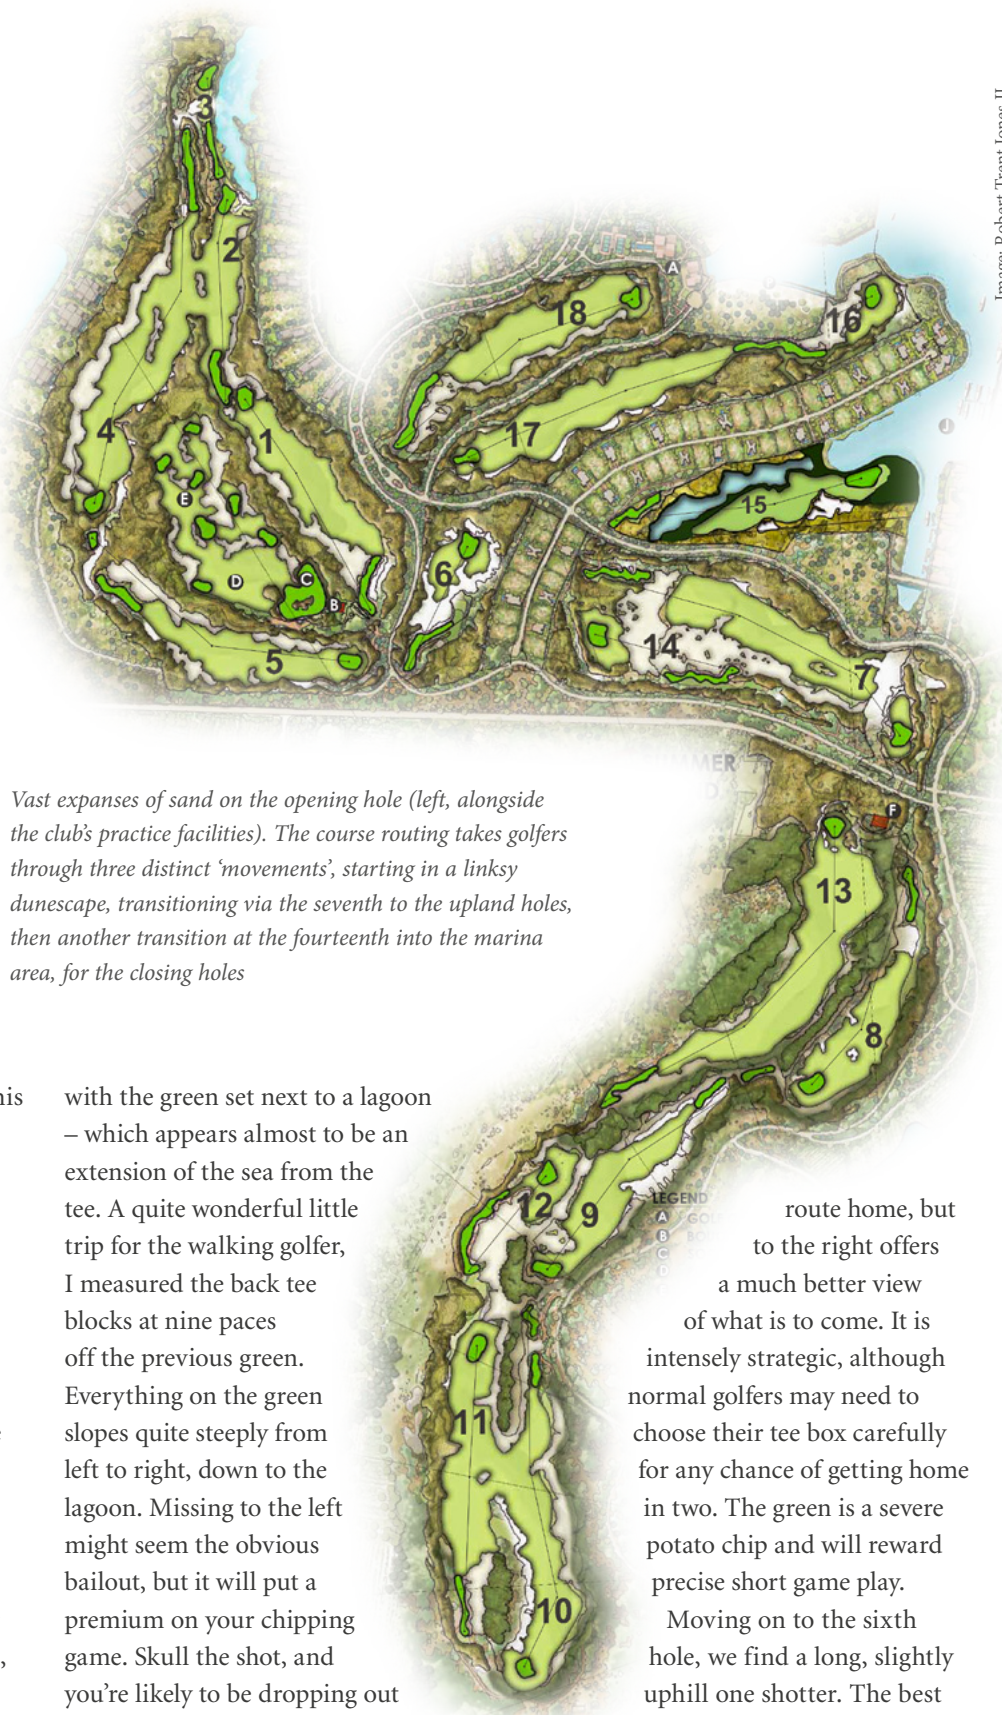 Image: Robert Trent Jones II
3
2
A
18
16
17
4
1
J
E
15
D
C
B
6
5
14
7
F
13
8
12
9
11
10
LEGEND
A
B
C
D
Vast expanses of sand on the opening hole (left, alongside
the club’s practice facilities). The course routing takes golfers
through three distinct ‘movements’, starting in a linksy
dunescape, transitioning via the seventh to the upland holes,
then another transition at the fourteenth into the marina
area, for the closing holes
with the green set next to a lagoon
– which appears almost to be an
extension of the sea from the
tee. A quite wonderful little
trip for the walking golfer,
I measured the back tee
blocks at nine paces
off the previous green.
Everything on the green
slopes quite steeply from
left to right, down to the
lagoon. Missing to the left
might seem the obvious
bailout, but it will put a
premium on your chipping
game. Skull the shot, and
you’re likely to be dropping out
route home, but
to the right offers
a much better view
of what is to come. It is
intensely strategic, although
normal golfers may need to
choose their tee box carefully
for any chance of getting home
in two. The green is a severe
potato chip and will reward
precise short game play.
Moving on to the sixth
hole, we find a long, slightly
uphill one shotter. The best